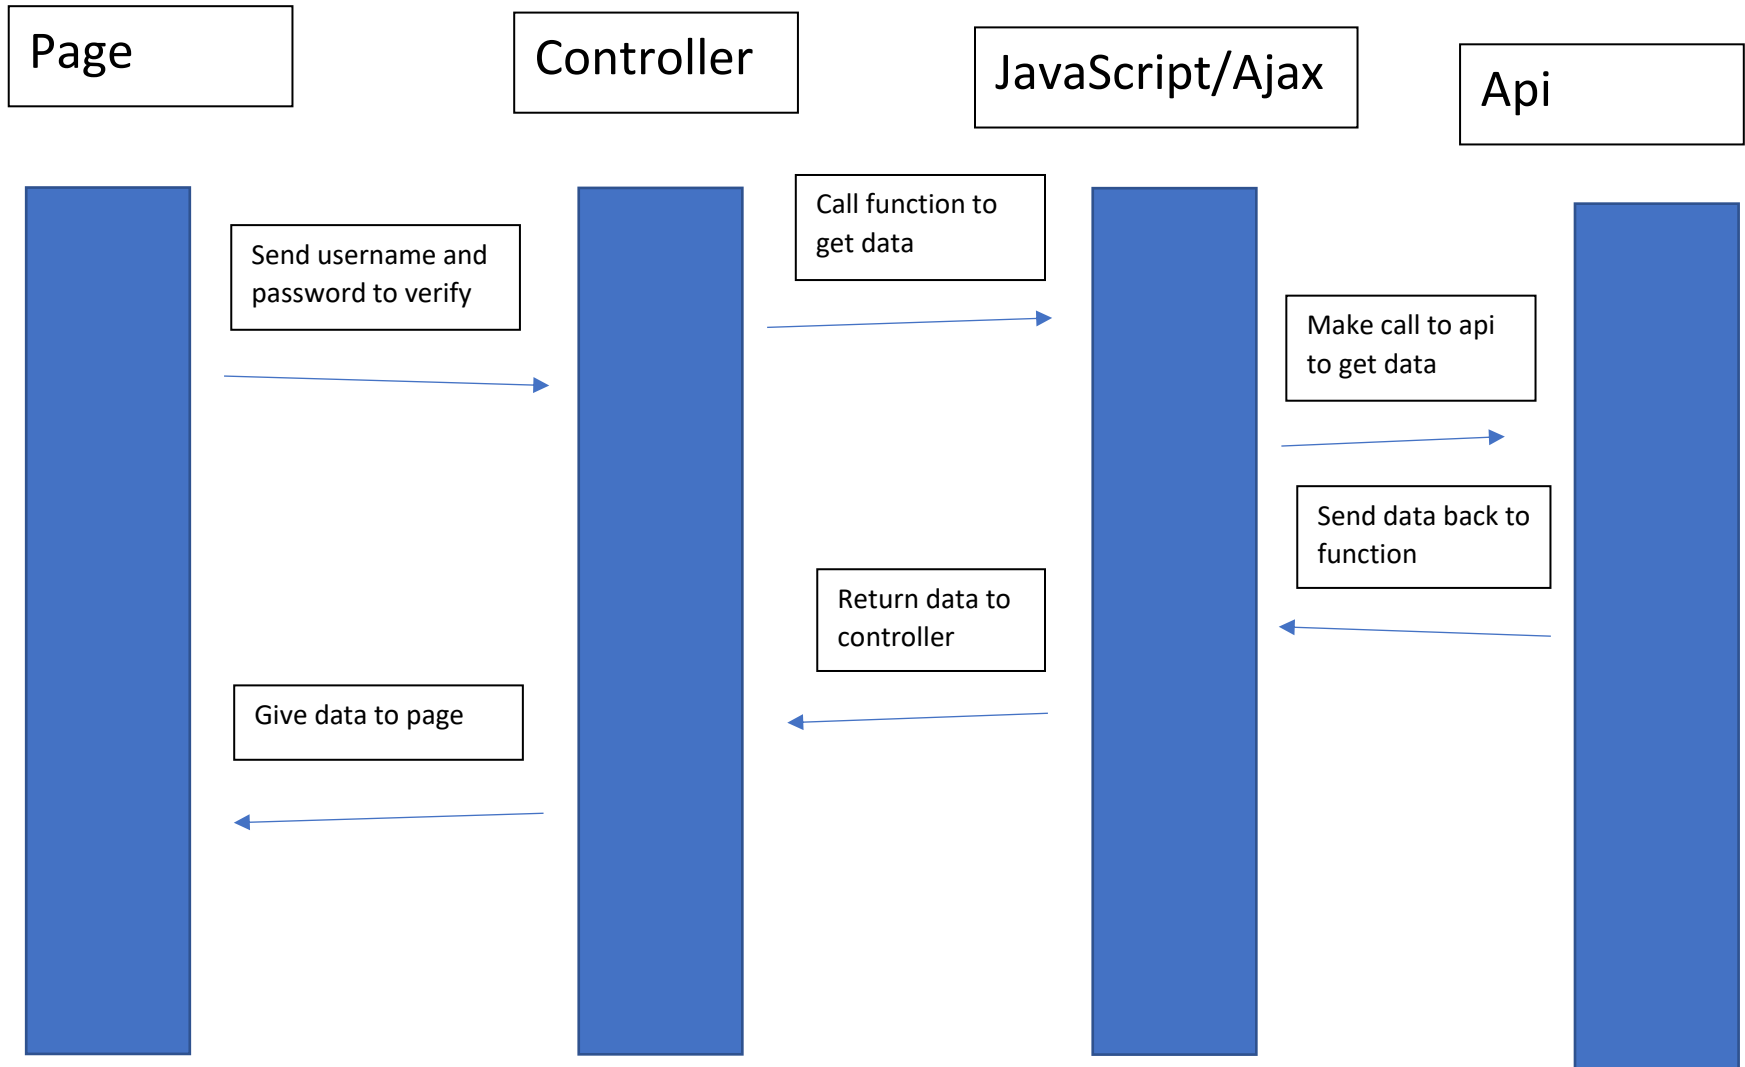 Page
Controller
JavaScript/Ajax
Api
Send username and
password to verify
Call function to
get data
Make call to api
to get data
Send data back to
function
Return data to
controller
Give data to page